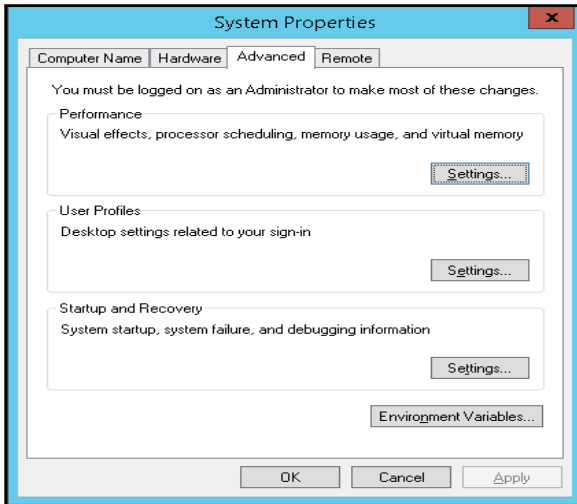 System Properties
x
Computer Name Hardware Advanced Remote
You must be logged on as an Administrator to make most of these changes.
Performance
Visual effects, processor scheduling, memory usage, and virtual memory
Settings...
User Profiles
Desktop settings related to your sign-in
Settings...
Startup and Recovery
System startup, system failure, and debugging information
Settings...
Environment Variables...
OK Cancel Apply